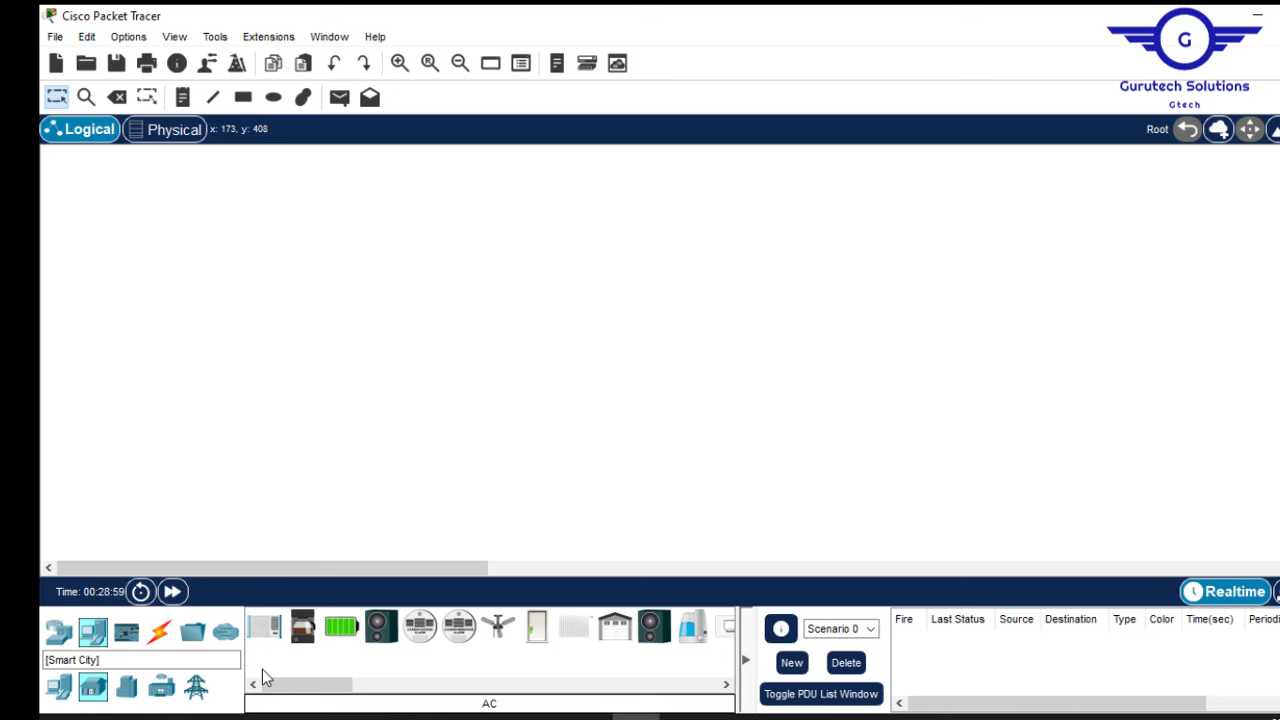 Cisco Packet Tracer
File Edit Options View Tools Extensions Window Help
G
Gurutech Solutions
Gtech
Logical Physical x: 173, y: 408 Root
Time: 00:28:59 Realtime
Scenario 0 Fire Last Status Source Destination Type Color Time(sec) Periodi
[Smart City]
New Delete
Toggle PDU List Window
AC